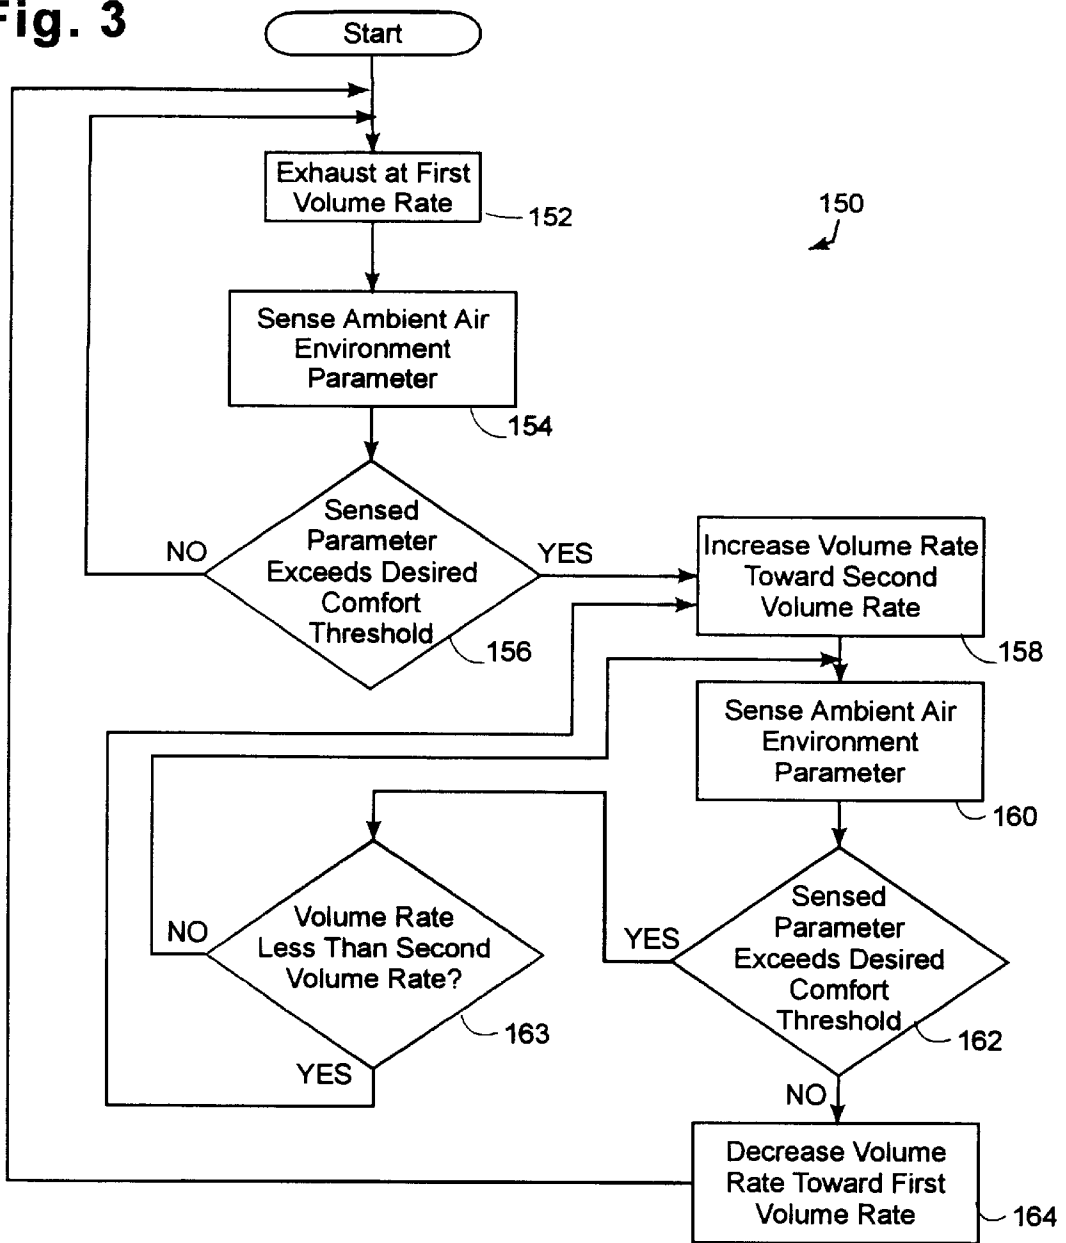 Fig. 3
Start
Exhaust at First
Volume Rate
152
150
Sense Ambient Air
Environment
Parameter
154
Sensed
Parameter
Exceeds Desired
Comfort
Threshold
156
NO
YES
Increase Volume Rate
Toward Second
Volume Rate
158
Sense Ambient Air
Environment
Parameter
160
Sensed
Parameter
Exceeds Desired
Comfort
Threshold
162
YES
NO
Volume Rate
Less Than Second
Volume Rate?
163
NO
YES
Decrease Volume
Rate Toward First
Volume Rate
164